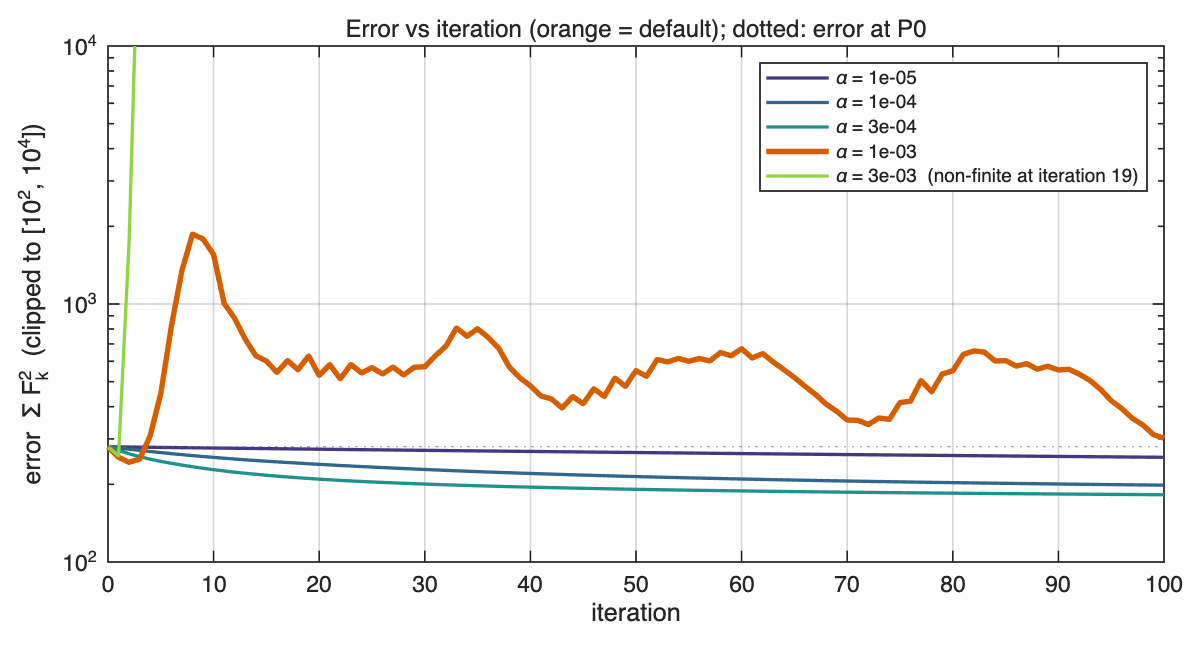 Error vs iteration (orange = default); dotted: error at P0
error Σ F_k^2 (clipped to [10^2, 10^4])
10^4
10^3
10^2
α = 1e-05
α = 1e-04
α = 3e-04
α = 1e-03
α = 3e-03 (non-finite at iteration 19)
0 10 20 30 40 50 60 70 80 90 100
iteration